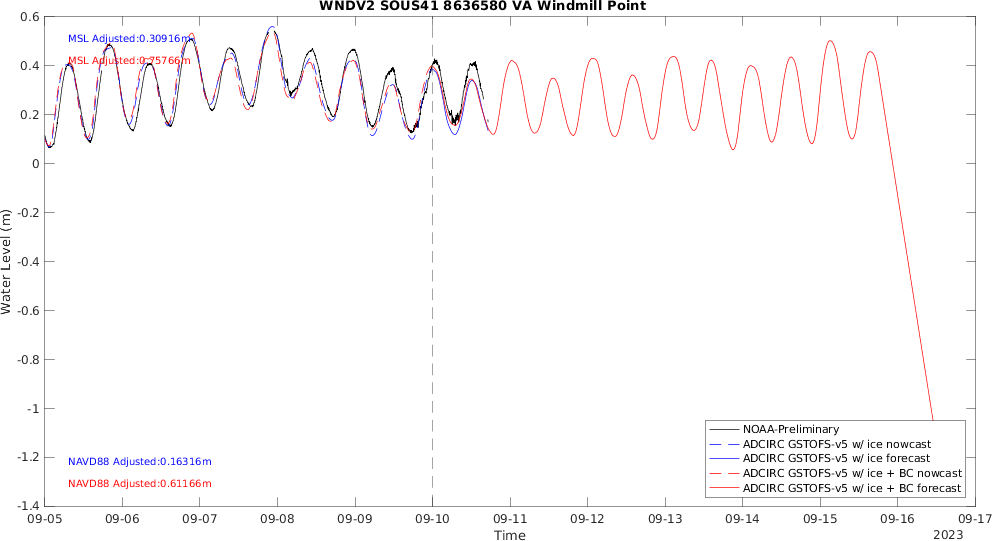 WNDV2 SOUS41 8636580 VA Windmill Point
MSL Adjusted:0.30916m
MSL Adjusted:0.75766m
NAVD88 Adjusted:0.16316m
NAVD88 Adjusted:0.61166m
Water Level (m)
0.6
0.4
0.2
0
-0.2
-0.4
-0.6
-0.8
-1
-1.2
-1.4
NOAA-Preliminary
ADCIRC GSTOFS-v5 w/ ice nowcast
ADCIRC GSTOFS-v5 w/ ice forecast
ADCIRC GSTOFS-v5 w/ ice + BC nowcast
ADCIRC GSTOFS-v5 w/ ice + BC forecast
09-05 09-06 09-07 09-08 09-09 09-10 09-11 09-12 09-13 09-14 09-15 09-16 09-17
Time
2023